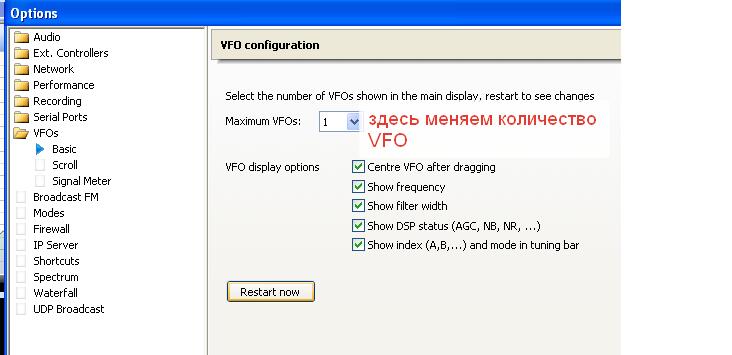 Options
Audio
Ext. Controllers
Network
Performance
Recording
Serial Ports
VFOs
Basic
Scroll
Signal Meter
Broadcast FM
Modes
Firewall
IP Server
Shortcuts
Spectrum
Waterfall
UDP Broadcast
VFO configuration
Select the number of VFOs shown in the main display, restart to see changes
Maximum VFOs: 1 здесь меняем количество
VFO
VFO display options Centre VFO after dragging
Show frequency
Show filter width
Show DSP status (AGC, NB, NR, ...)
Show index (A,B,...) and mode in tuning bar
Restart now